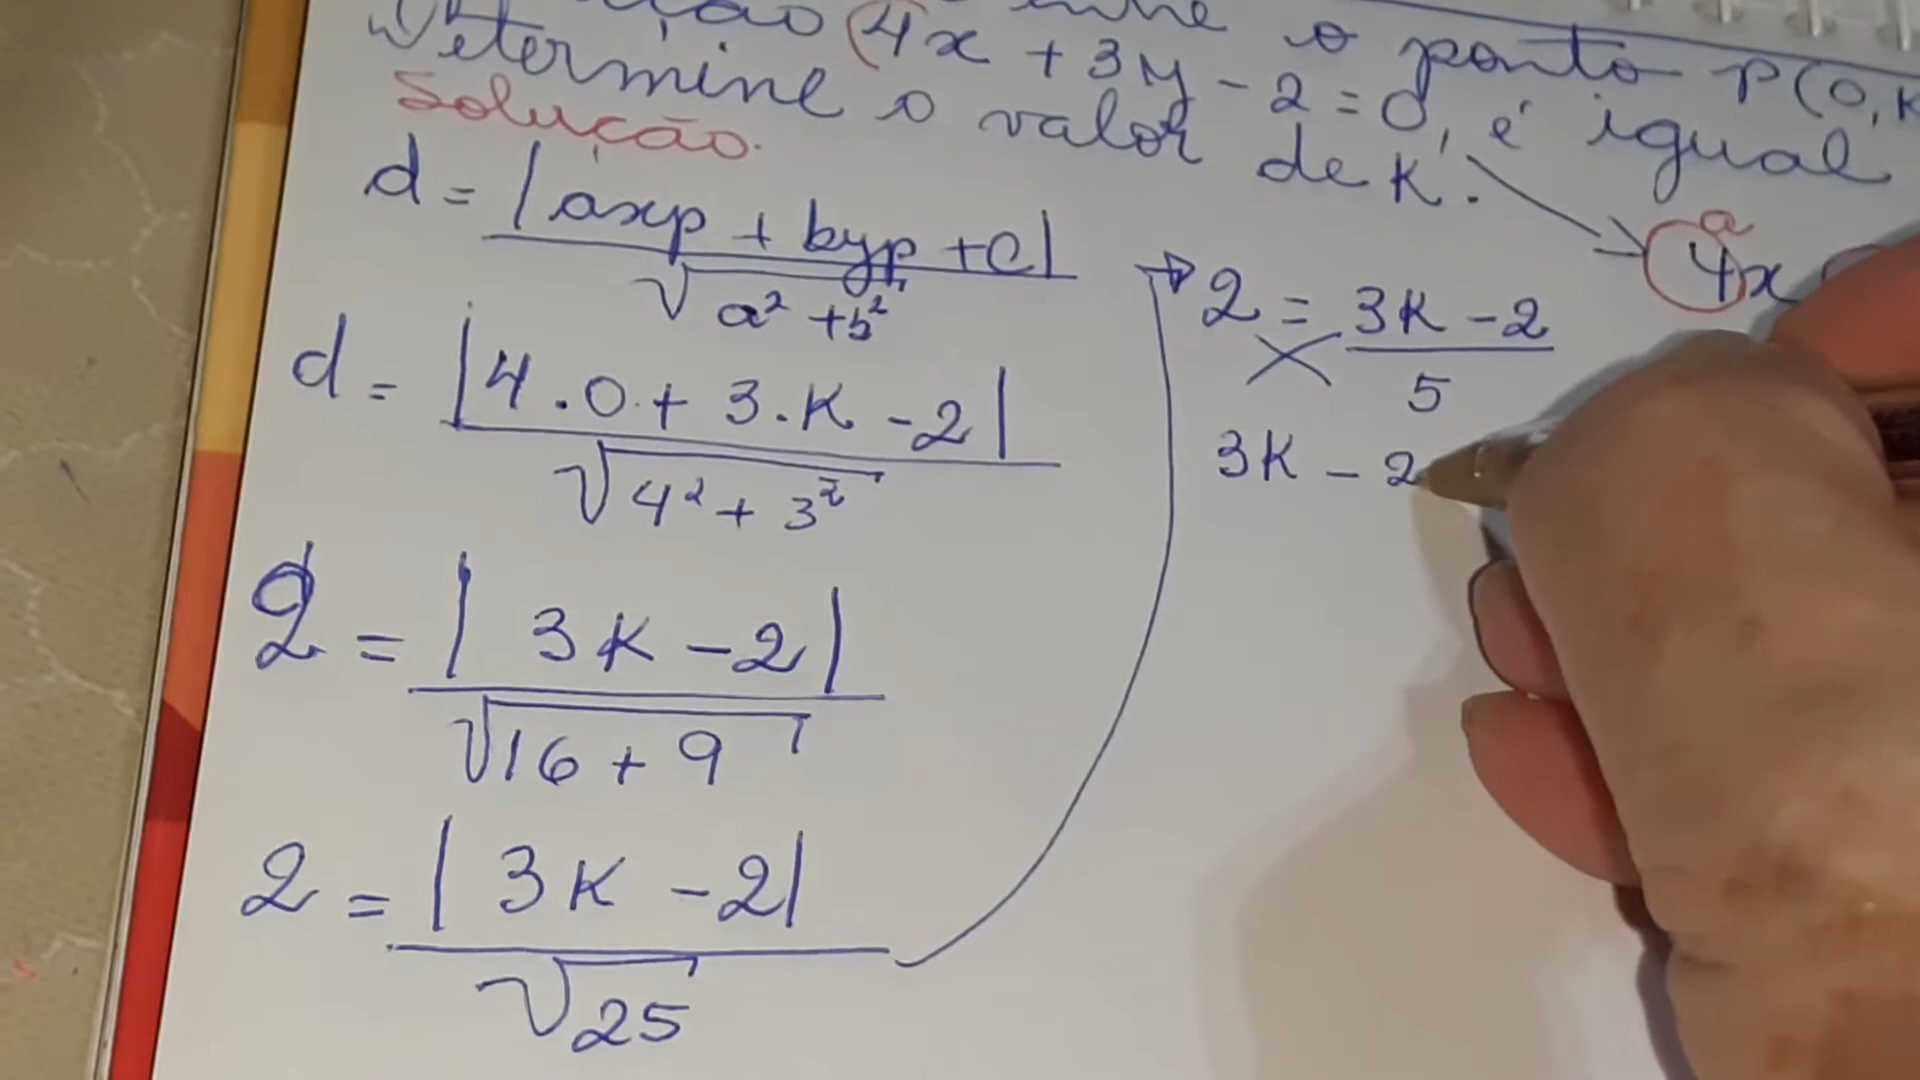 o ponto P(0,K
4x + 3y - 2 = 0, é igual
Determine o valor de K.
Solução.
d = |axp + byp + c|
√a² + b²
d = |4.0 + 3.K - 2|
√4² + 3²
2 = | 3K - 2|
√16 + 9
2 = | 3K - 2|
√25
a
4x
2 = 3K - 2
5
3K - 2